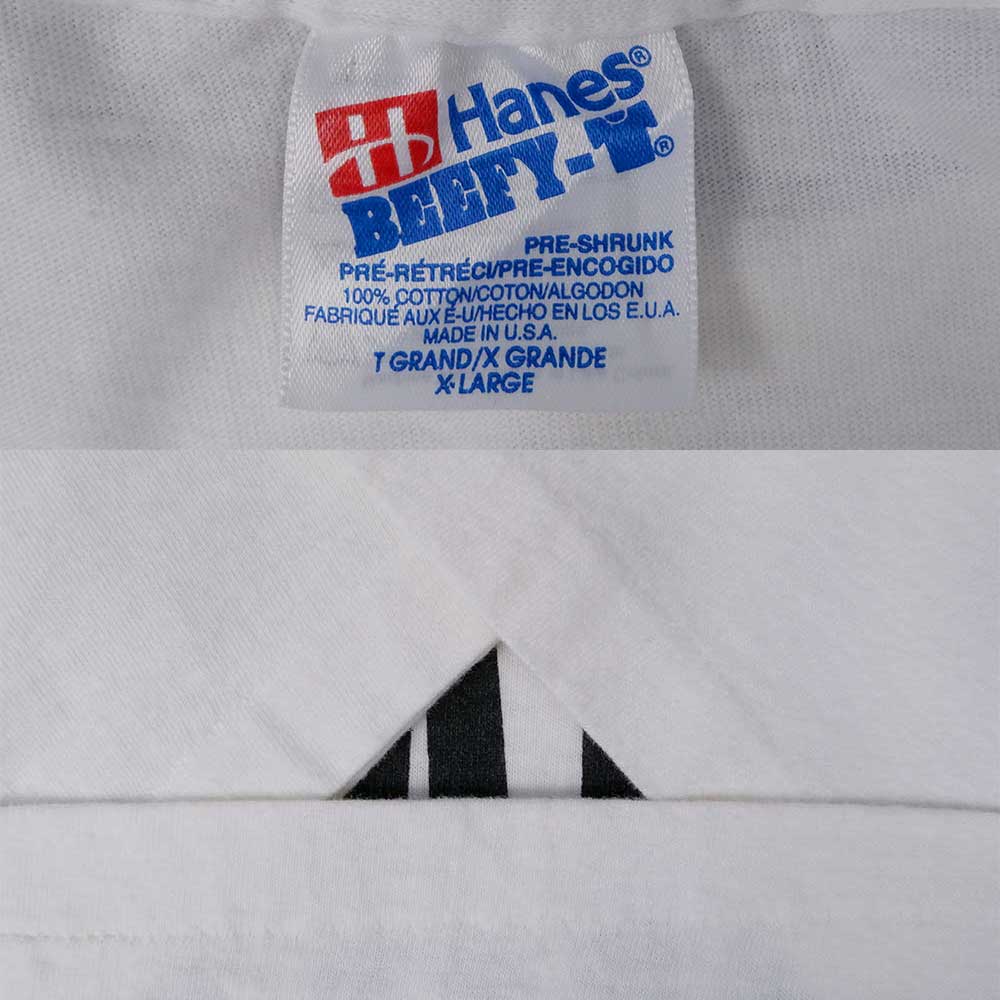 Hanes®
BEEFY-T®
PRE-SHRUNK
PRÉ-RÉTRÉCI/PRE-ENCOGIDO
100% COTTON/COTON/ALGODON
FABRIQUÉ AUX É-U/HECHO EN LOS E.U.A.
MADE IN U.S.A.
T GRAND/X GRANDE
X-LARGE